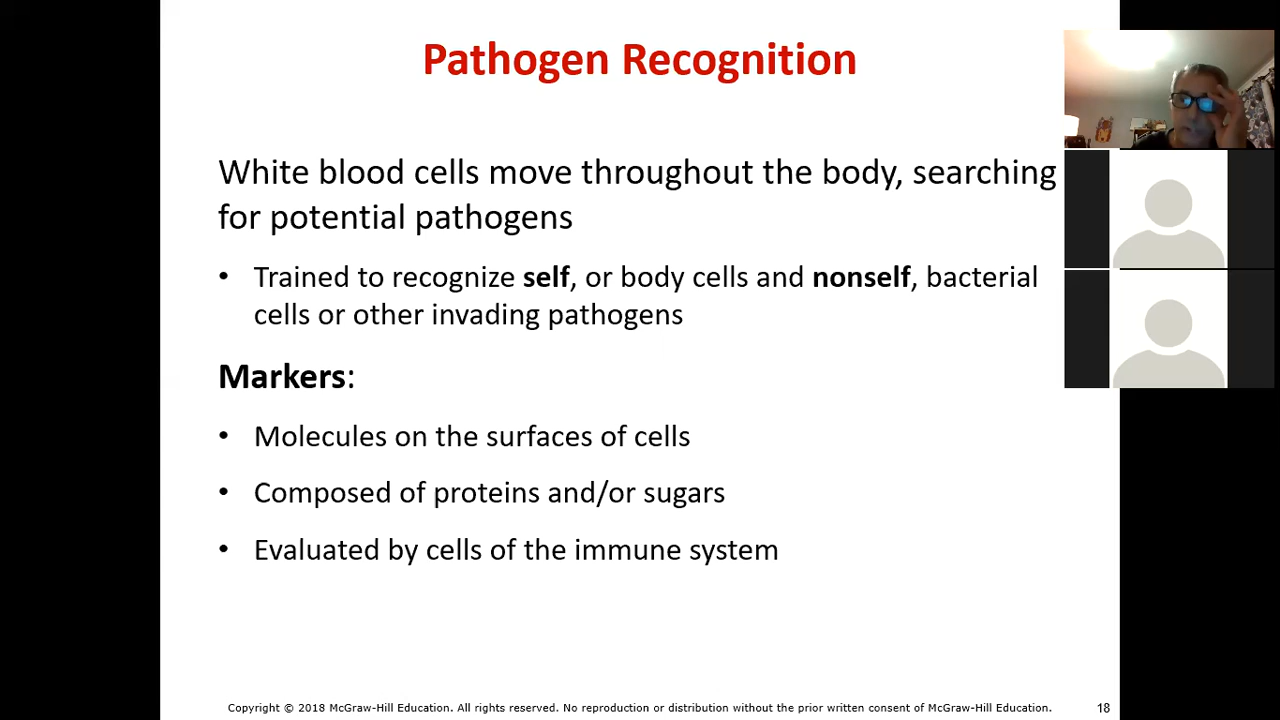 Pathogen Recognition
White blood cells move throughout the body, searching
for potential pathogens
• Trained to recognize self, or body cells and nonself, bacterial
cells or other invading pathogens
Markers:
• Molecules on the surfaces of cells
• Composed of proteins and/or sugars
• Evaluated by cells of the immune system
Copyright © 2018 McGraw-Hill Education. All rights reserved. No reproduction or distribution without the prior written consent of McGraw-Hill Education.
18